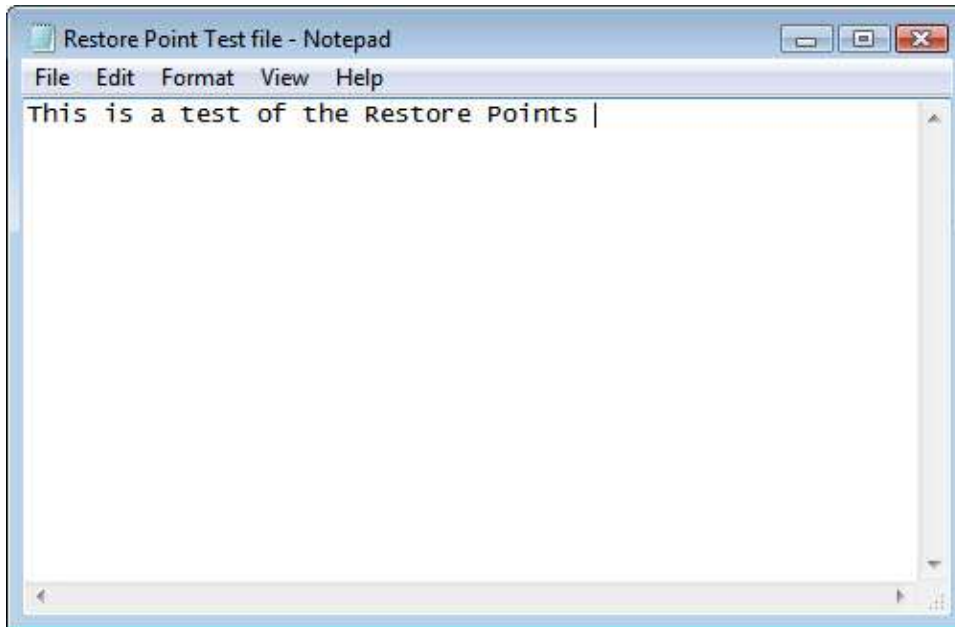 Restore Point Test file - Notepad
File Edit Format View Help
This is a test of the Restore Points